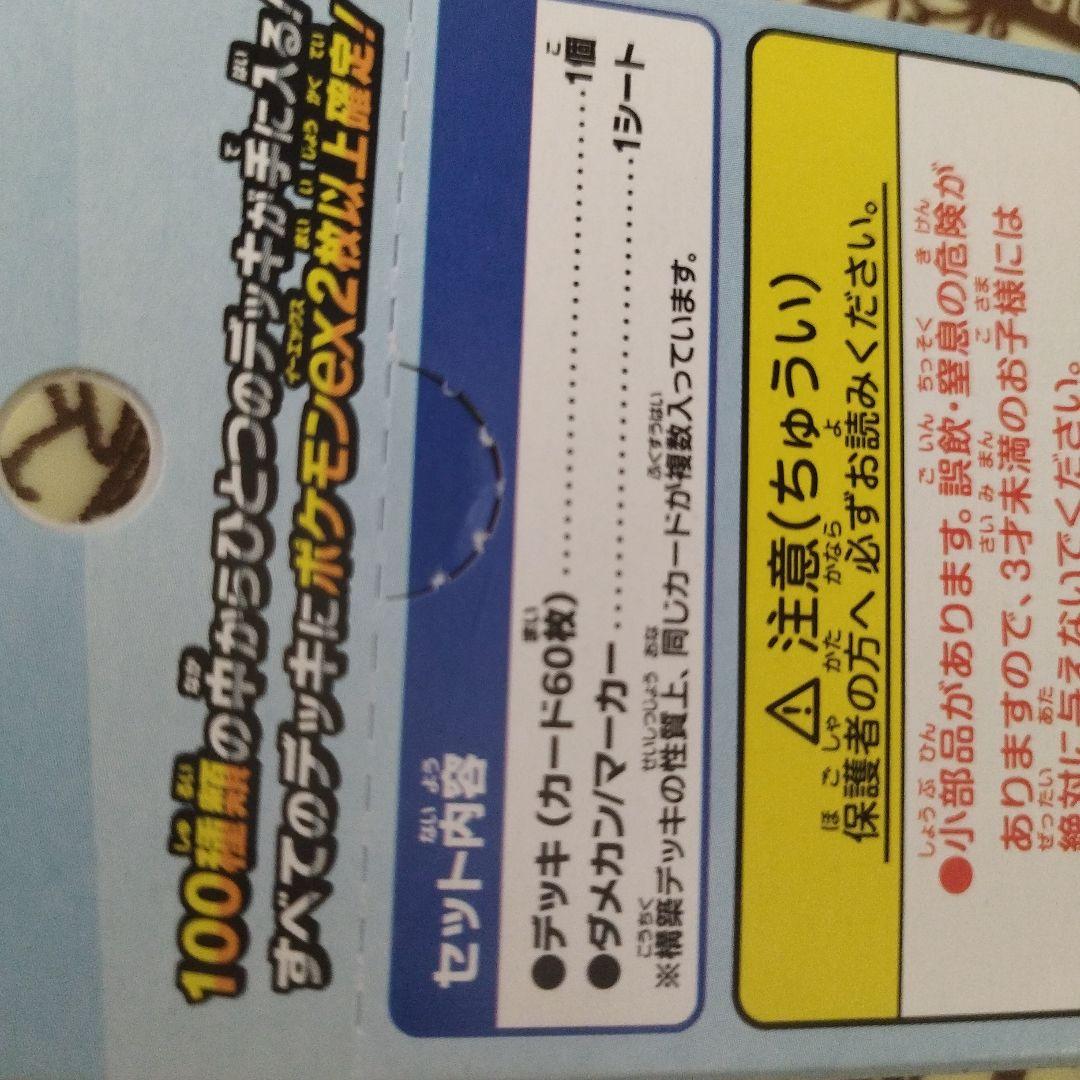 100種類の中からひとつのデッキが手に入る!
すべてのデッキにポケモンex2枚以上確定!
セット内容
●デッキ(カード60枚)…………………1個
●ダメカン/マーカー…………………1シート
※構築デッキの性質上、同じカードが複数入っています。
⚠注意(ちゅうい)
保護者の方へ 必ずお読みください。
●小部品があります。誤飲・窒息の危険が
ありますので、3才未満のお子様には
絶対に与えないでください。